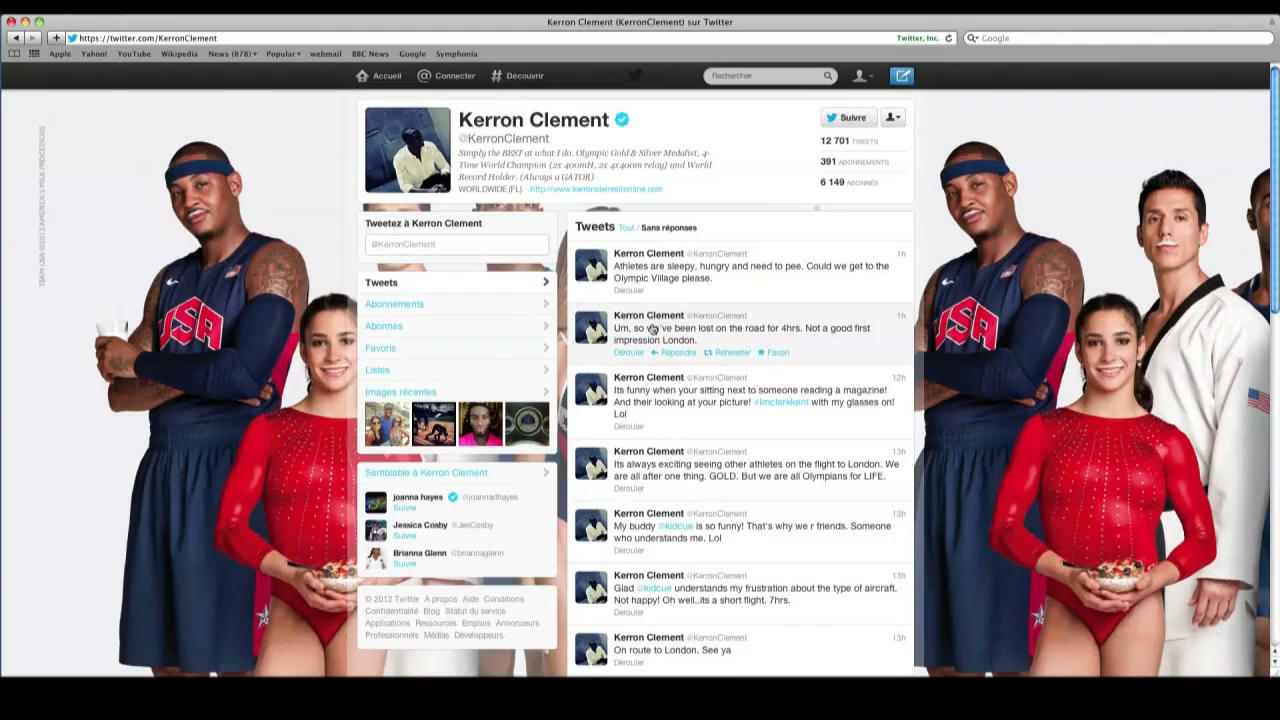 Kerron Clement (KerronClement) sur Twitter
https://twitter.com/KerronClement
Twitter, Inc.
Google
Apple Yahoo! YouTube Wikipedia News (878) Popular webmail BBC News Google Symphonia
Accueil @ Connecter # Découvrir
Rechercher
Kerron Clement
@KerronClement
Simply the BEST at what I do. Olympic Gold & Silver Medalist, 4-
Time World Champion (2x 400mH, 2x 4x400m relay) and World
Record Holder. (Always a GATOR)
WORLDWIDE (FL) http://www.kerronclementonline.com
Suivre
12 701 TWEETS
391 ABONNEMENTS
6 149 ABONNÉS
Tweetez à Kerron Clement
@KerronClement
Tweets
Abonnements
Abonnés
Favoris
Listes
Images récentes
Semblable à Kerron Clement
joanna hayes @joannadhayes
Suivre
Jessica Cosby @JesCosby
Suivre
Brianna Glenn @briannaglenn
Suivre
© 2012 Twitter À propos Aide Conditions
Confidentialité Blog Statut du service
Applications Ressources Emplois Annonceurs
Professionnels Médias Développeurs
Tweets Tout / Sans réponses
Kerron Clement @KerronClement 1h
Athletes are sleepy, hungry and need to pee. Could we get to the
Olympic Village please.
Dérouler
Kerron Clement @KerronClement 1h
Um, so we've been lost on the road for 4hrs. Not a good first
impression London.
Dérouler Répondre Retweeter Favori
Kerron Clement @KerronClement 12h
Its funny when your sitting next to someone reading a magazine!
And their looking at your picture! #Imclarkkent with my glasses on!
Lol
Dérouler
Kerron Clement @KerronClement 13h
Its always exciting seeing other athletes on the flight to London. We
are all after one thing. GOLD. But we are all Olympians for LIFE.
Dérouler
Kerron Clement @KerronClement 13h
My buddy @kidcue is so funny! That's why we r friends. Someone
who understands me. Lol
Dérouler
Kerron Clement @KerronClement 13h
Glad @kidcue understands my frustration about the type of aircraft.
Not happy! Oh well..its a short flight. 7hrs.
Dérouler
Kerron Clement @KerronClement 13h
On route to London. See ya
Dérouler
USA
USA